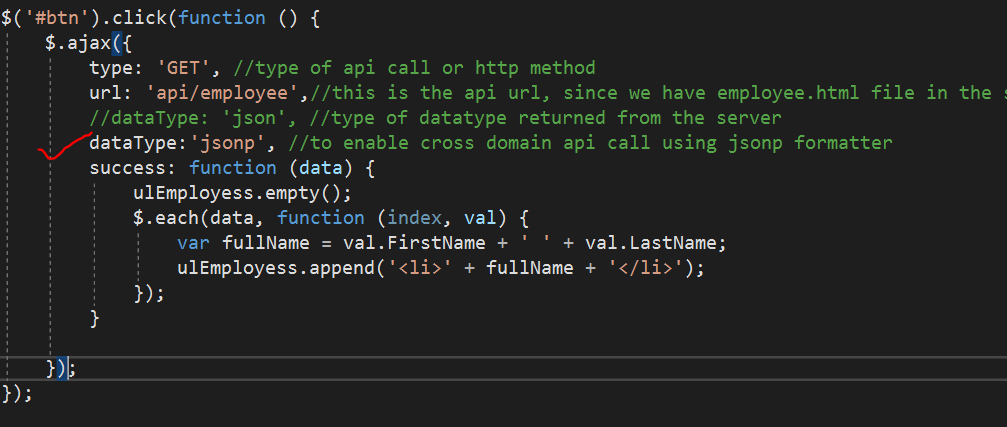 $('#btn').click(function () {
$.ajax({
type: 'GET', //type of api call or http method
url: 'api/employee',//this is the api url, since we have employee.html file in the
//dataType: 'json', //type of datatype returned from the server
dataType:'jsonp', //to enable cross domain api call using jsonp formatter
success: function (data) {
ulEmployess.empty();
$.each(data, function (index, val) {
var fullName = val.FirstName + ' ' + val.LastName;
ulEmployess.append('<li>' + fullName + '</li>');
});
}
});
});